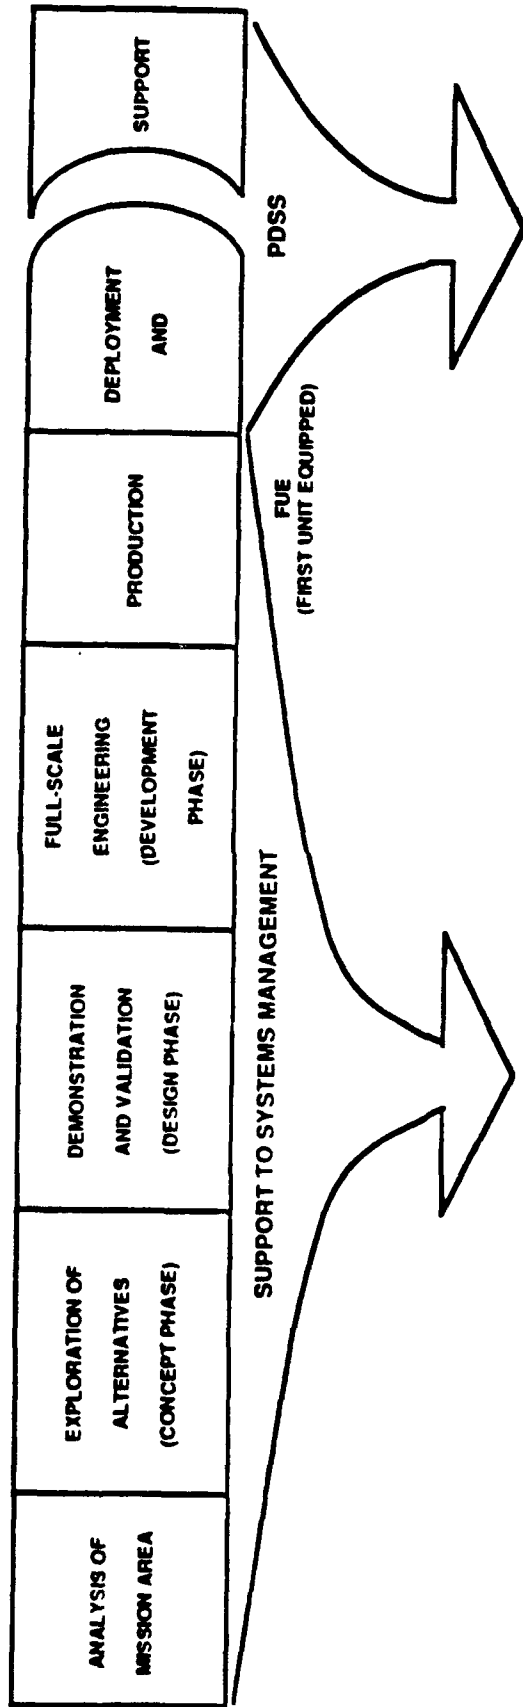 ANALYSIS OF
MISSION AREA
EXPLORATION OF
ALTERNATIVES
(CONCEPT PHASE)
DEMONSTRATION
AND VALIDATION
(DESIGN PHASE)
FULL-SCALE
ENGINEERING
(DEVELOPMENT
PHASE)
PRODUCTION
DEPLOYMENT
AND
SUPPORT
SUPPORT TO SYSTEMS MANAGEMENT
FUE
(FIRST UNIT EQUIPPED)
PDSS